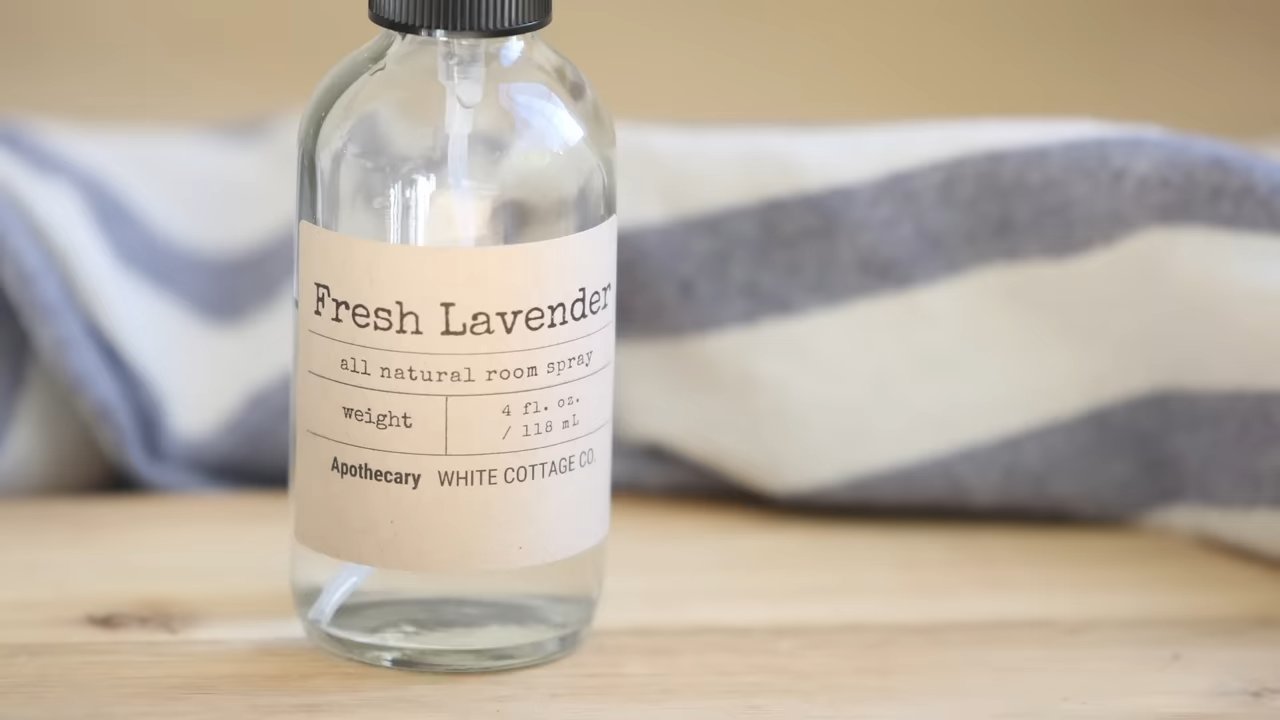 Fresh Lavender
all natural room spray
weight
4 fl. oz.
/ 118 mL
Apothecary WHITE COTTAGE CO.